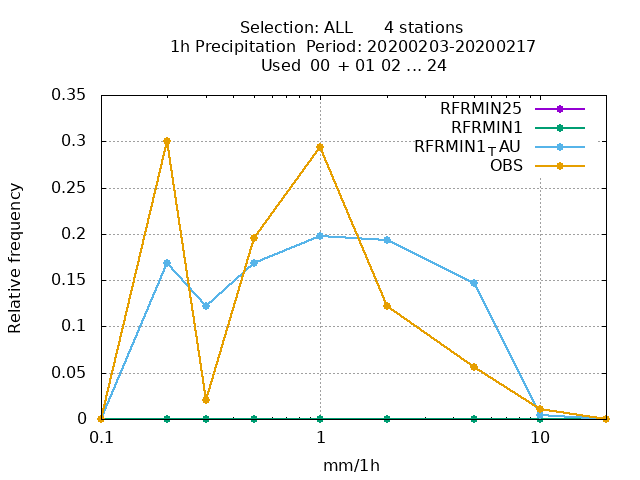 Selection: ALL 4 stations
1h Precipitation Period: 20200203-20200217
Used 00 + 01 02 ... 24
RFRMIN25
RFRMIN1
RFRMIN1┬AU
OBS
0.35
0.3
0.25
0.2
0.15
0.1
0.05
0
Relative frequency
0.1 1 10
mm/1h